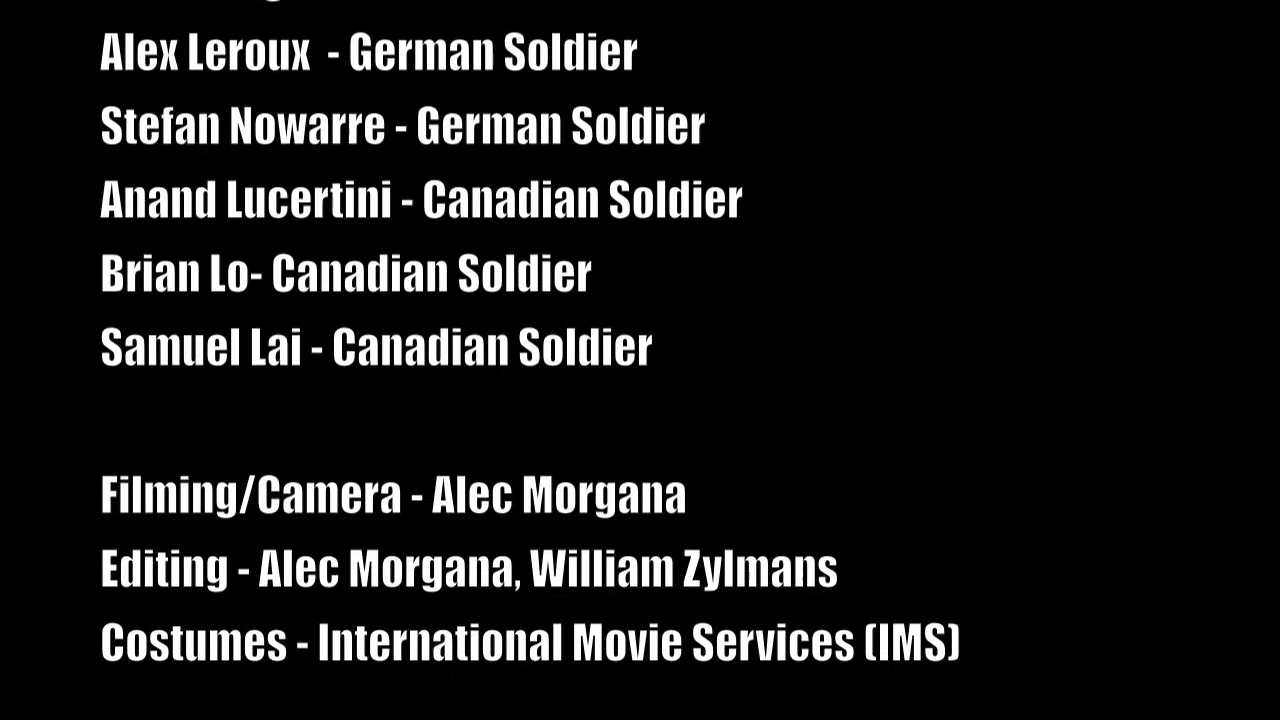 Alex Leroux  - German Soldier
Stefan Nowarre - German Soldier
Anand Lucertini - Canadian Soldier
Brian Lo- Canadian Soldier
Samuel Lai - Canadian Soldier
Filming/Camera - Alec Morgana
Editing - Alec Morgana, William Zylmans
Costumes - International Movie Services (IMS)